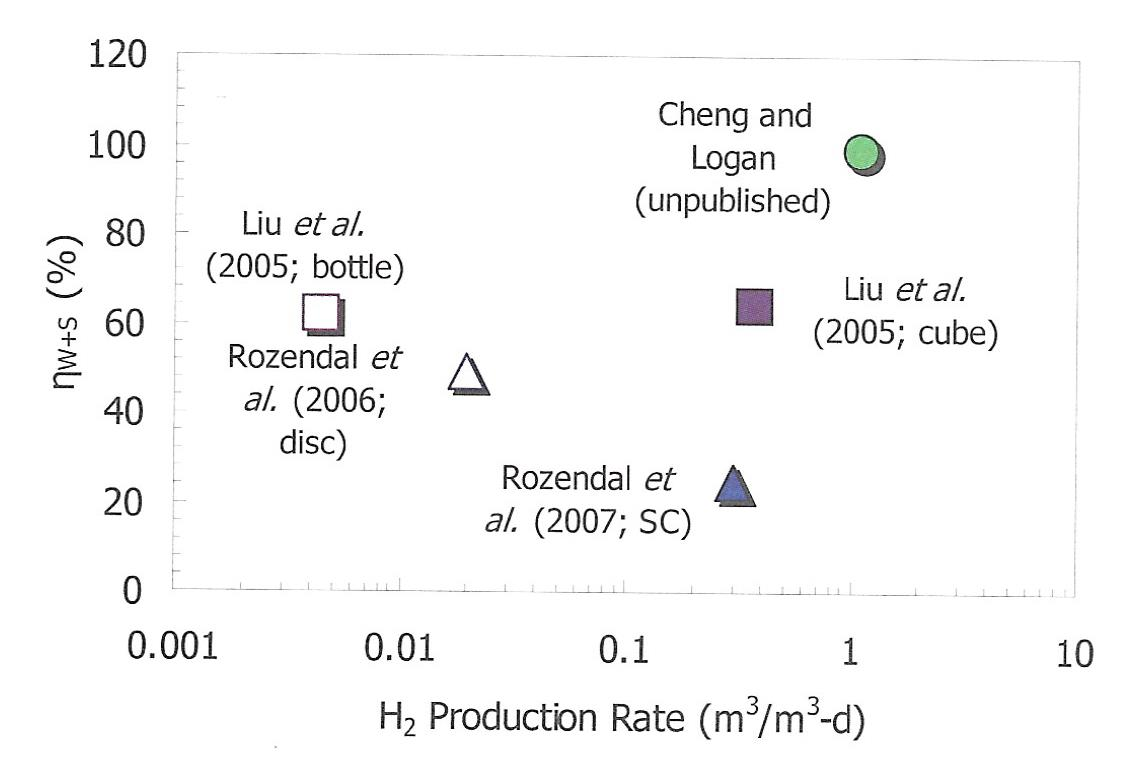 120
100
80
60
40
20
0
ηw+s (%)
Cheng and
Logan
(unpublished)
Liu et al.
(2005; bottle)
Liu et al.
(2005; cube)
Rozendal et
al. (2006;
disc)
Rozendal et
al. (2007; SC)
0.001 0.01 0.1 1 10
H₂ Production Rate (m³/m³-d)